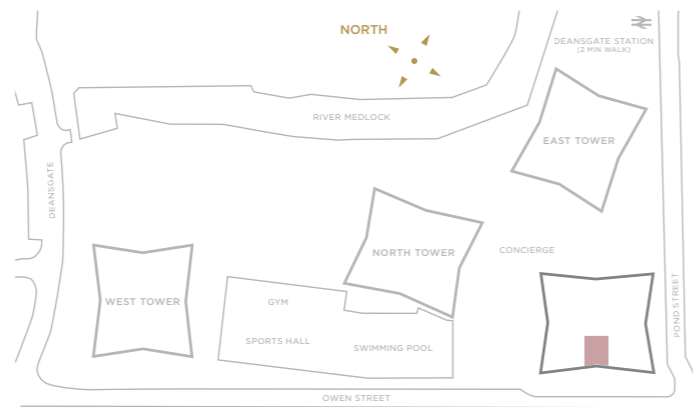 NORTH
DEANSGATE STATION
(2 MIN WALK)
RIVER MEDLOCK
EAST TOWER
DEANSGATE
NORTH TOWER
CONCIERGE
WEST TOWER
GYM
SPORTS HALL
SWIMMING POOL
POND STREET
OWEN STREET